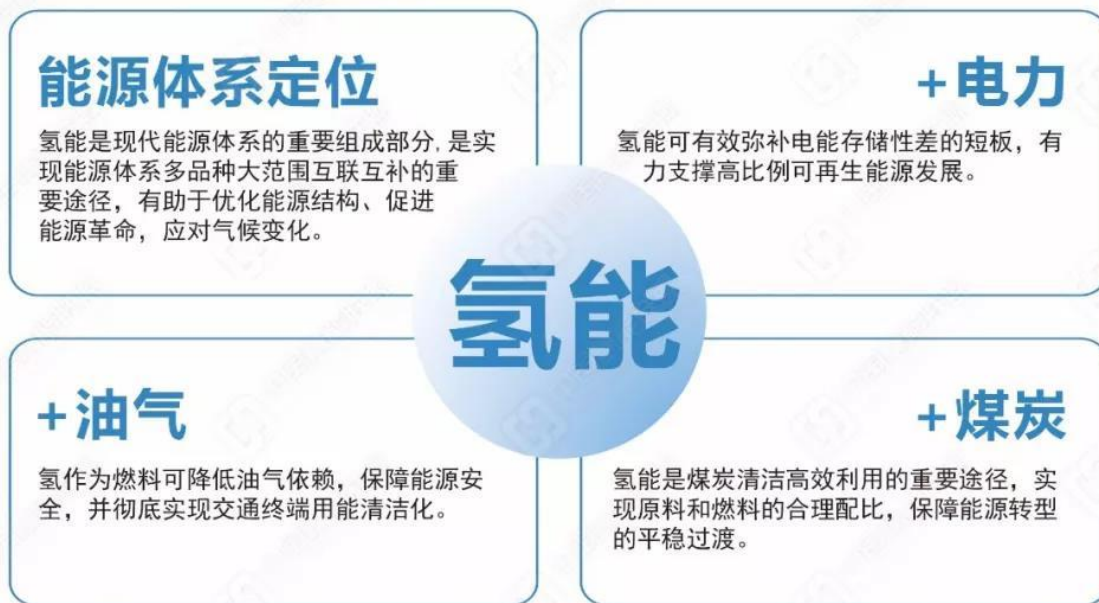 能源体系定位
氢能是现代能源体系的重要组成部分,是实
现能源体系多品种大范围互联互补的重
要途径，有助于优化能源结构、促进
能源革命，应对气候变化。
+电力
氢能可有效弥补电能存储性差的短板，有
力支撑高比例可再生能源发展。
氢能
+油气
氢作为燃料可降低油气依赖，保障能源安
全，并彻底实现交通终端用能清洁化。
+煤炭
氢能是煤炭清洁高效利用的重要途径，实
现原料和燃料的合理配比，保障能源转型
的平稳过渡。